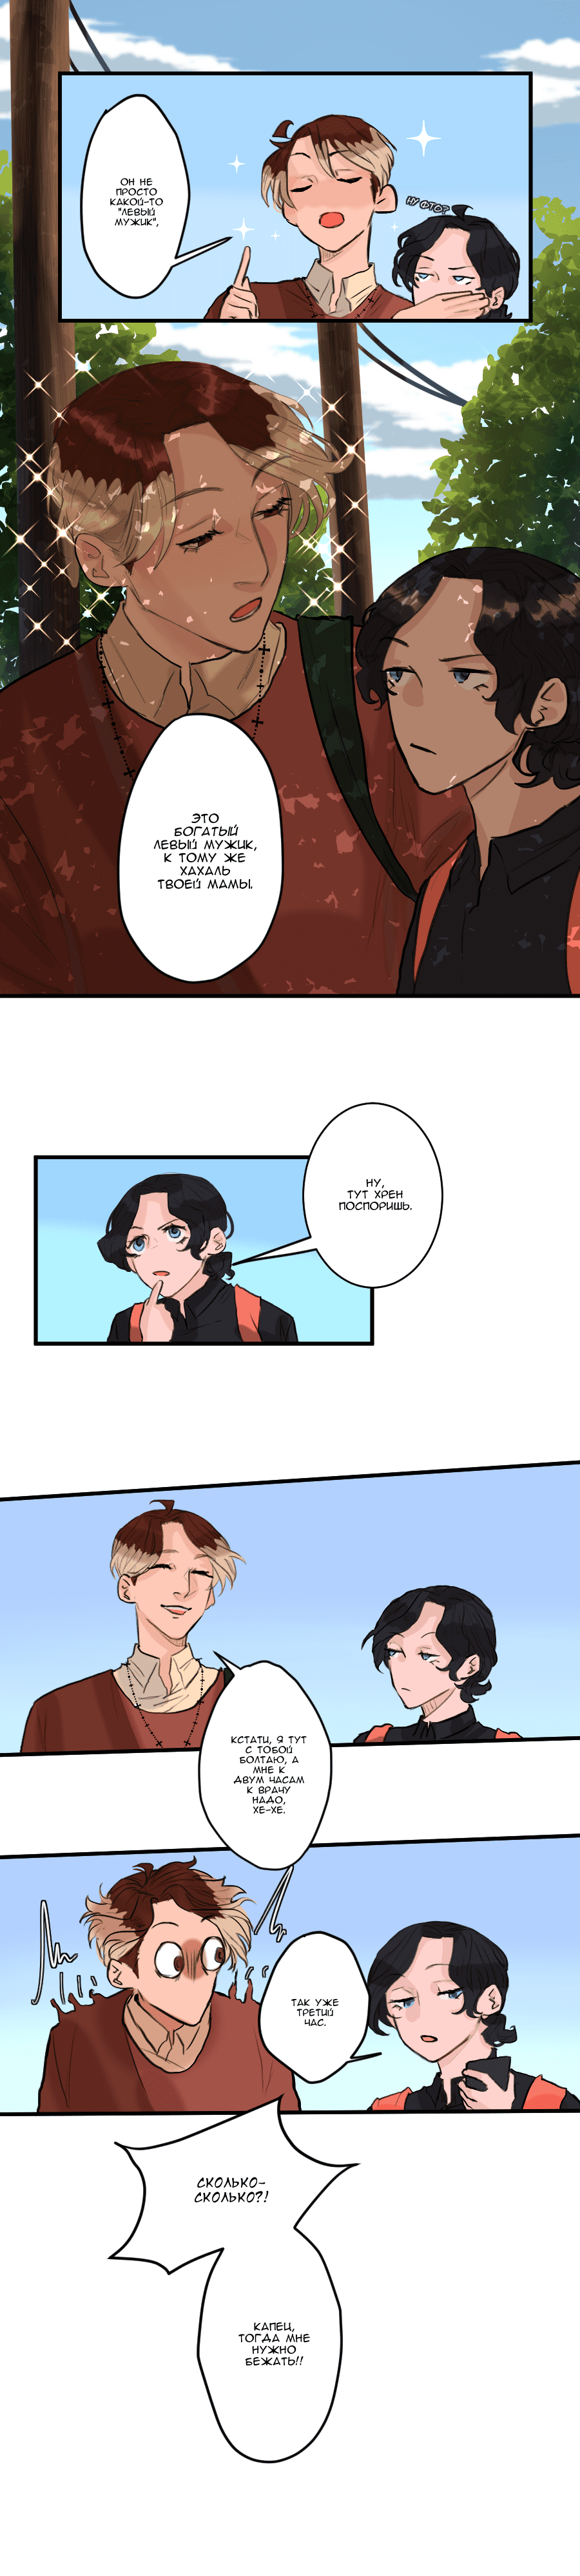 ОН НЕ
ПРОСТО
КАКОЙ-ТО
"ЛЕВЫЙ
МУЖИК",
НУ ФТО?
ЭТО
БОГАТЫЙ
ЛЕВЫЙ МУЖИК,
К ТОМУ ЖЕ
ХАХАЛЬ
ТВОЕЙ МАМЫ.
НУ,
ТУТ ХРЕН
ПОСПОРИШЬ.
КСТАТИ, Я ТУТ
С ТОБОЙ
БОЛТАЮ, А
МНЕ К
ДВУМ ЧАСАМ
К ВРАЧУ
НАДО,
ХЕ-ХЕ.
ТАК УЖЕ
ТРЕТИЙ
ЧАС.
СКОЛЬКО-
СКОЛЬКО?!
КАПЕЦ,
ТОГДА МНЕ
НУЖНО
БЕЖАТЬ!!